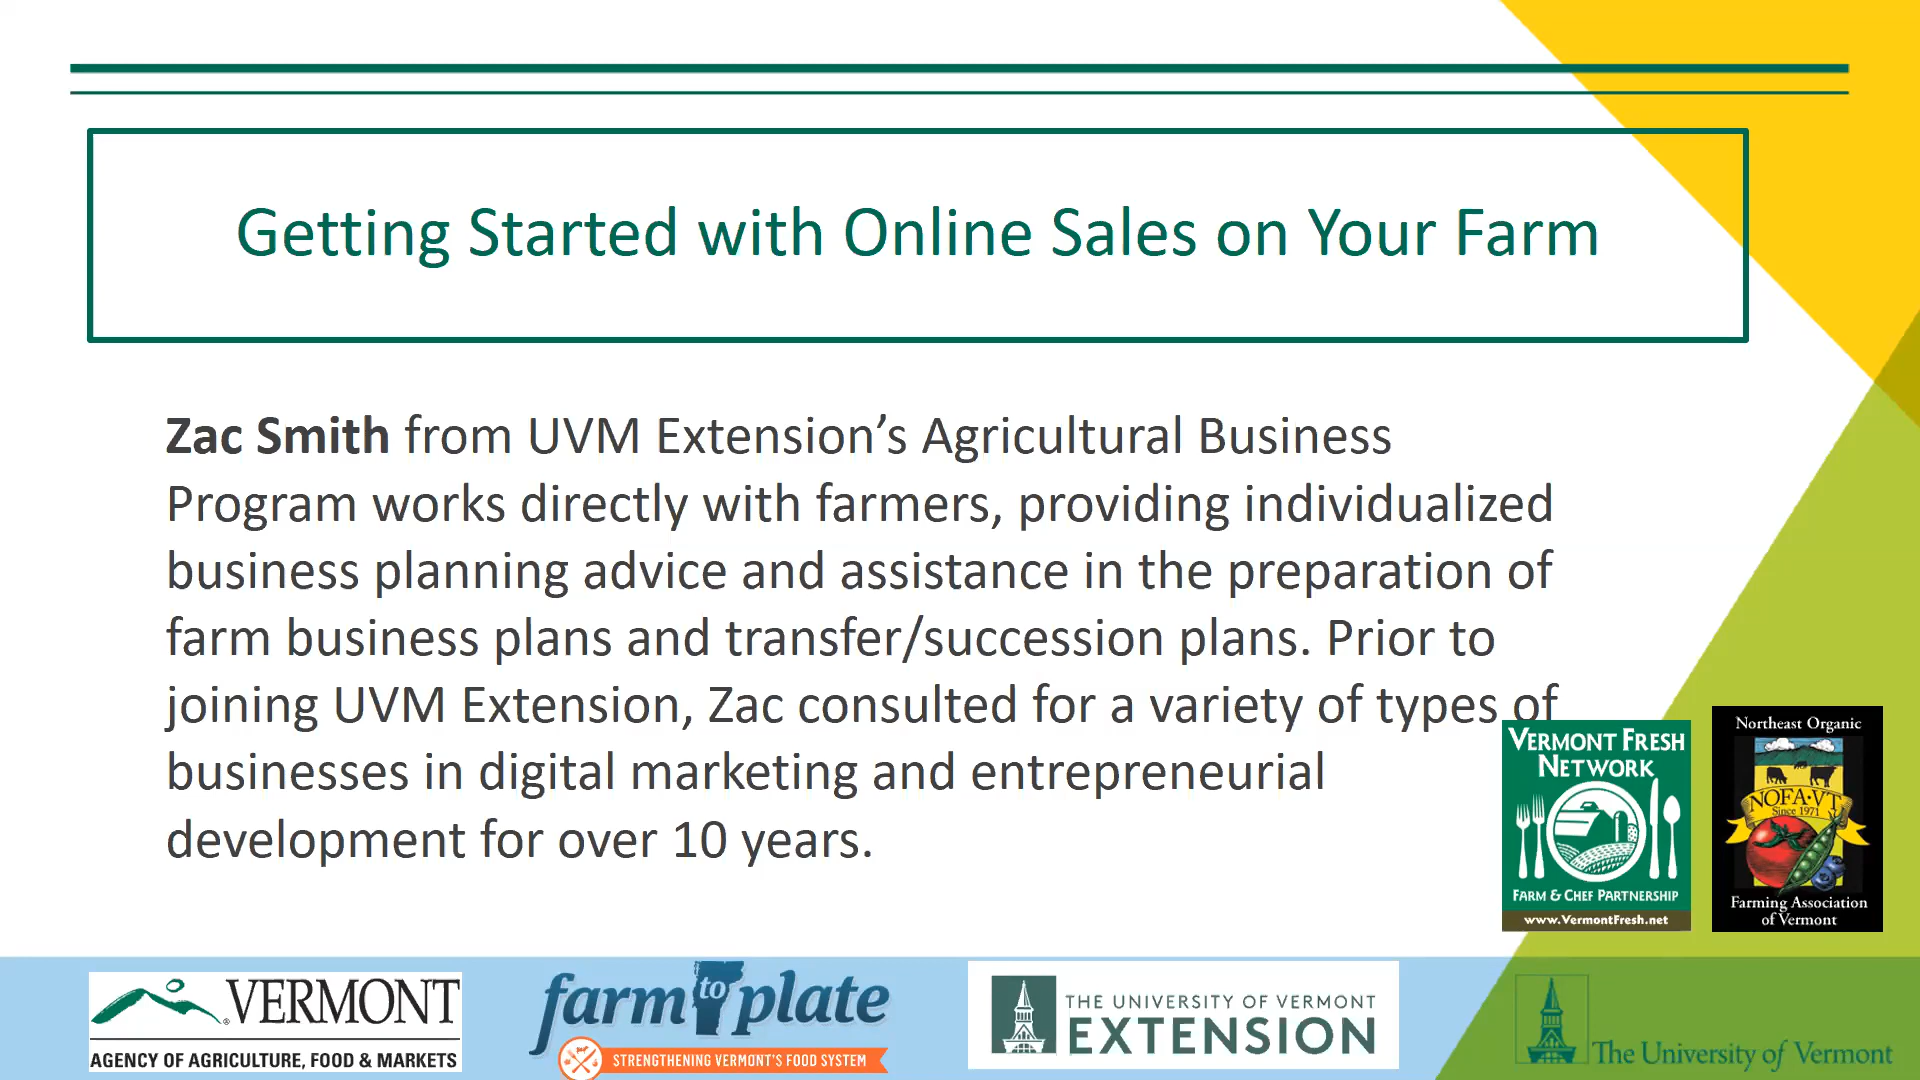 Getting Started with Online Sales on Your Farm
Zac Smith from UVM Extension’s Agricultural Business
Program works directly with farmers, providing individualized
business planning advice and assistance in the preparation of
farm business plans and transfer/succession plans. Prior to
joining UVM Extension, Zac consulted for a variety of types of
businesses in digital marketing and entrepreneurial
development for over 10 years.
VERMONT FRESH
NETWORK
FARM & CHEF PARTNERSHIP
www.VermontFresh.net
Northeast Organic
NOFA•VT
Since 1971
Farming Association
of Vermont
VERMONT
AGENCY OF AGRICULTURE, FOOD & MARKETS
farm to plate
STRENGTHENING VERMONT'S FOOD SYSTEM
THE UNIVERSITY OF VERMONT
EXTENSION
The University of Vermont